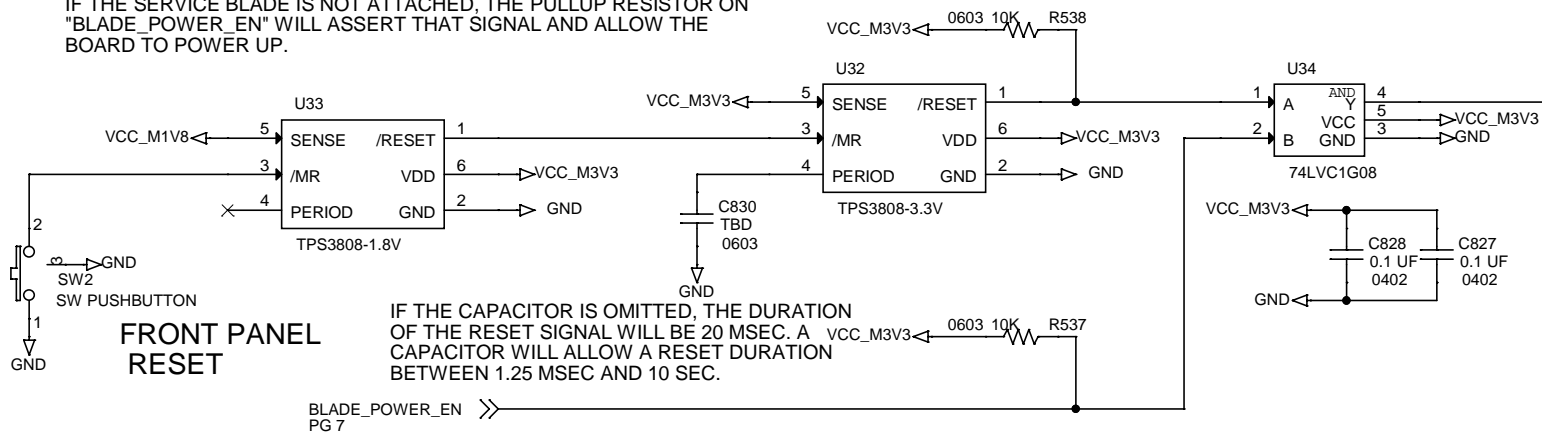 IF THE SERVICE BLADE IS NOT ATTACHED, THE PULLUP RESISTOR ON
"BLADE_POWER_EN" WILL ASSERT THAT SIGNAL AND ALLOW THE
BOARD TO POWER UP.
VCC_M3V3 0603 10K R538
U33
VCC_M1V8 5 SENSE /RESET 1
3 /MR VDD 6 VCC_M3V3
4 PERIOD GND 2 GND
TPS3808-1.8V
U32
VCC_M3V3 5 SENSE /RESET 1
3 /MR VDD 6 VCC_M3V3
4 PERIOD GND 2 GND
TPS3808-3.3V
U34
1 A AND Y 4
VCC 5 VCC_M3V3
2 B GND 3 GND
74LVC1G08
2
3 GND
SW2
SW PUSHBUTTON
1
GND
FRONT PANEL
RESET
C830
TBD
0603
GND
VCC_M3V3
C828
0.1 UF
0402
C827
0.1 UF
0402
GND
IF THE CAPACITOR IS OMITTED, THE DURATION
OF THE RESET SIGNAL WILL BE 20 MSEC. A
CAPACITOR WILL ALLOW A RESET DURATION
BETWEEN 1.25 MSEC AND 10 SEC.
VCC_M3V3 0603 10K R537
BLADE_POWER_EN
PG 7